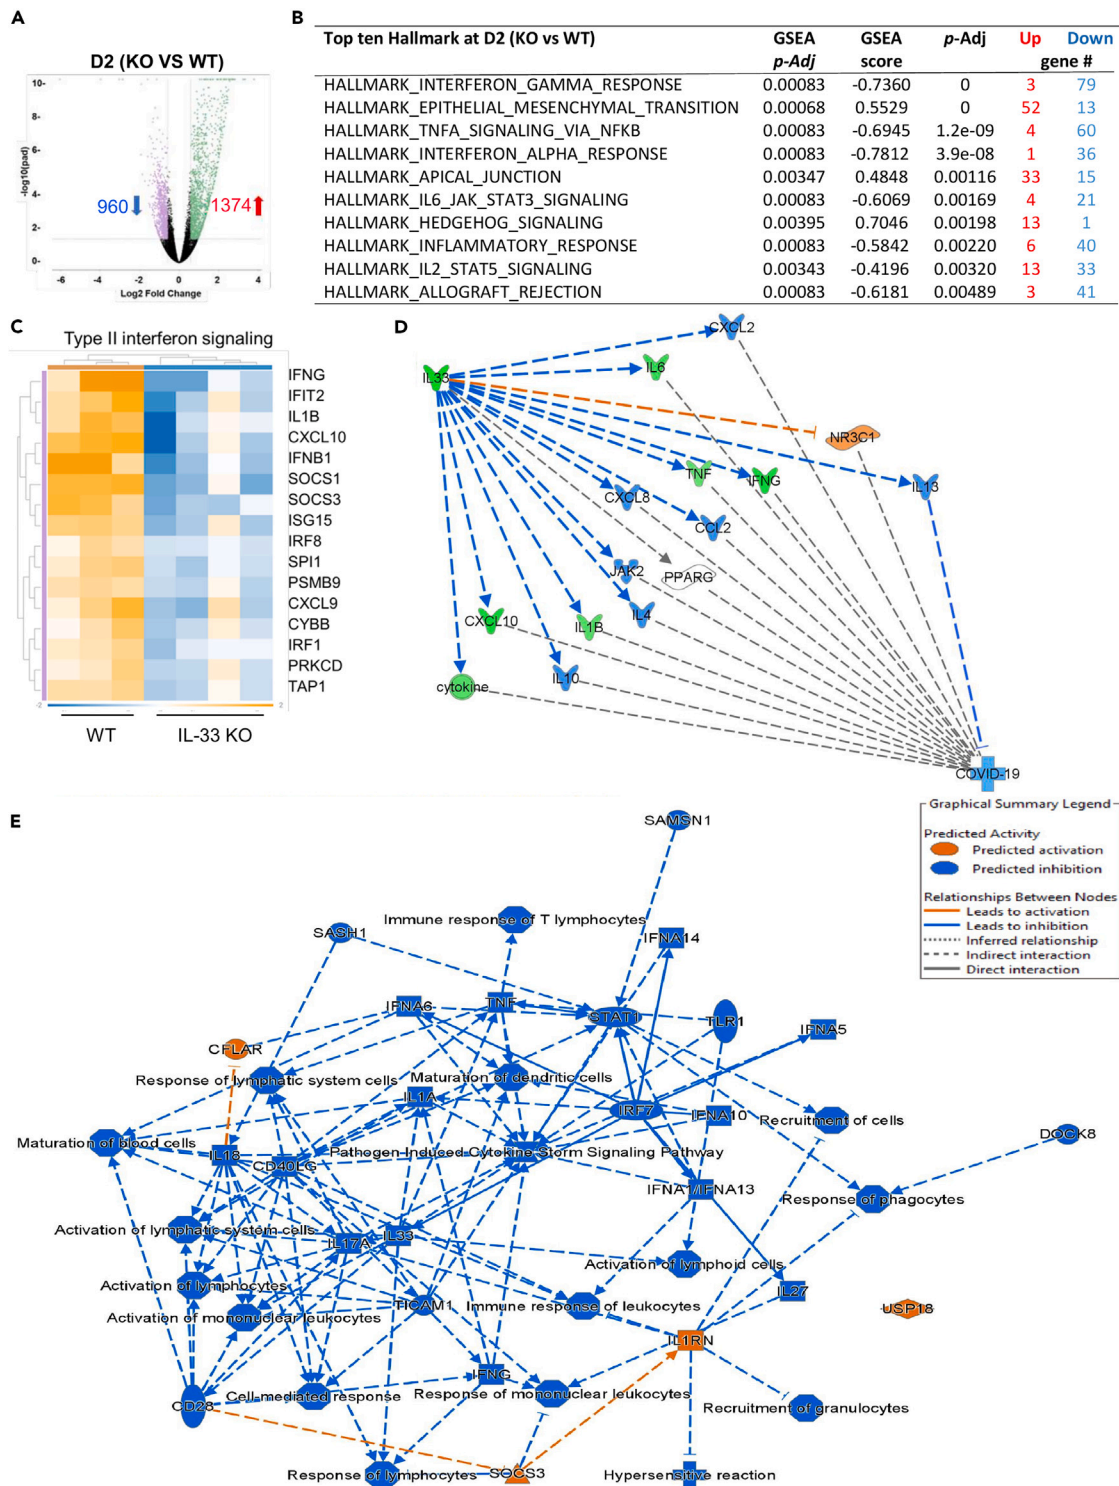 A
D2 (KO VS WT)
10-
8-
6-
4-
2-
0-
-log10(pad)
960
1374
-6 -4 -2 0 2 4
Log2 Fold Change
B
Top ten Hallmark at D2 (KO vs WT) GSEA p-Adj GSEA score p-Adj Up Down gene #
HALLMARK_INTERFERON_GAMMA_RESPONSE 0.00083 -0.7360 0 3 79
HALLMARK_EPITHELIAL_MESENCHYMAL_TRANSITION 0.00068 0.5529 0 52 13
HALLMARK_TNFA_SIGNALING_VIA_NFKB 0.00083 -0.6945 1.2e-09 4 60
HALLMARK_INTERFERON_ALPHA_RESPONSE 0.00083 -0.7812 3.9e-08 1 36
HALLMARK_APICAL_JUNCTION 0.00347 0.4848 0.00116 33 15
HALLMARK_IL6_JAK_STAT3_SIGNALING 0.00083 -0.6069 0.00169 4 21
HALLMARK_HEDGEHOG_SIGNALING 0.00395 0.7046 0.00198 13 1
HALLMARK_INFLAMMATORY_RESPONSE 0.00083 -0.5842 0.00220 6 40
HALLMARK_IL2_STAT5_SIGNALING 0.00343 -0.4196 0.00320 13 33
HALLMARK_ALLOGRAFT_REJECTION 0.00083 -0.6181 0.00489 3 41
C
Type II interferon signaling
IFNG
IFIT2
IL1B
CXCL10
IFNB1
SOCS1
SOCS3
ISG15
IRF8
SPI1
PSMB9
CXCL9
CYBB
IRF1
PRKCD
TAP1
-2 2
WT IL-33 KO
D
CXCL2
IL33
IL6
NR3C1
TNF
IFNG
IL13
CXCL8
CCL2
JAK2
PPARG
IL4
CXCL10
IL1B
IL10
cytokine
COVID-19
Graphical Summary Legend
Predicted Activity
Predicted activation
Predicted inhibition
Relationships Between Nodes
Leads to activation
Leads to inhibition
Inferred relationship
Indirect interaction
Direct interaction
E
SAMSN1
Immune response of T lymphocytes
SASH1
IFNA14
IFNA6
TNF
STAT1
TLR1
IFNA5
CFLAR
Response of lymphatic system cells
Maturation of dendritic cells
IL1A
IRF7
IFNA10
Recruitment of cells
Maturation of blood cells
DOCK8
IL18
CD40LG
Pathogen-Induced Cytokine Storm Signaling Pathway
IFNA1/IFNA13
Response of phagocytes
Activation of lymphatic system cells
IL17A
IL33
Activation of lymphoid cells
Activation of lymphocytes
IL27
TICAM1
Immune response of leukocytes
USP18
Activation of mononuclear leukocytes
IL1RN
IFNG
CD28
Cell-mediated response
Response of mononuclear leukocytes
Recruitment of granulocytes
Response of lymphocytes
SOCS3
Hypersensitive reaction